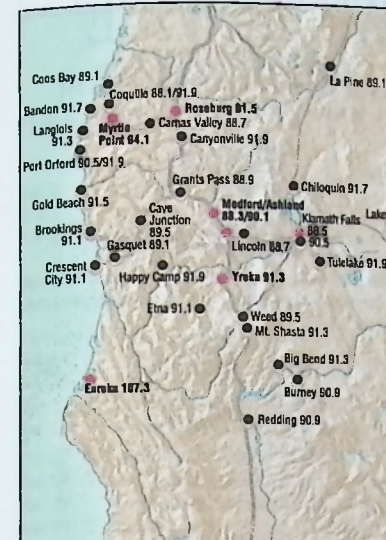 Coos Bay 89.1
La Pine 89.1
Coquille 88.1/91.9
Bandon 91.7
Roseburg 91.5
Langlois
91.3
Myrtle
Point 94.1
Camas Valley 88.7
Canyonville 91.9
Port Orford 90.5/91.9
Grants Pass 88.9
Chiloquin 91.7
Gold Beach 91.5
Cave
Junction
89.5
Medford/Ashland
88.3/90.1
Klamath Falls
88.5
90.5
Lake
Brookings
91.1
Lincoln 88.7
Gasquet 89.1
Tulelake 91.9
Crescent
City 91.1
Happy Camp 91.9
Yreka 91.3
Etna 91.1
Weed 89.5
Mt. Shasta 91.3
Big Bend 91.3
Burney 90.9
Eureka 107.3
Redding 90.9